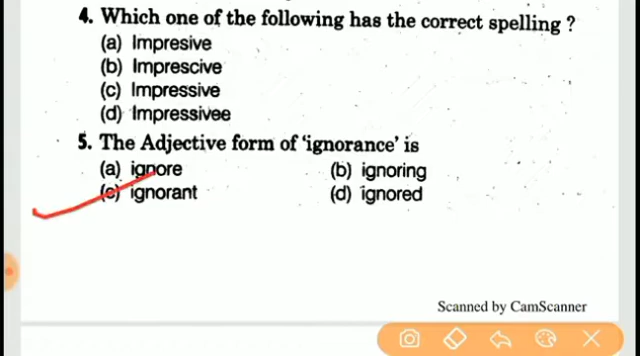 4. Which one of the following has the correct spelling ?
(a) Impresive
(b) Imprescive
(c) Impressive
(d) Impressivee
5. The Adjective form of ‘ignorance’ is
(a) ignore (b) ignoring
(c) ignorant (d) ignored
Scanned by CamScanner